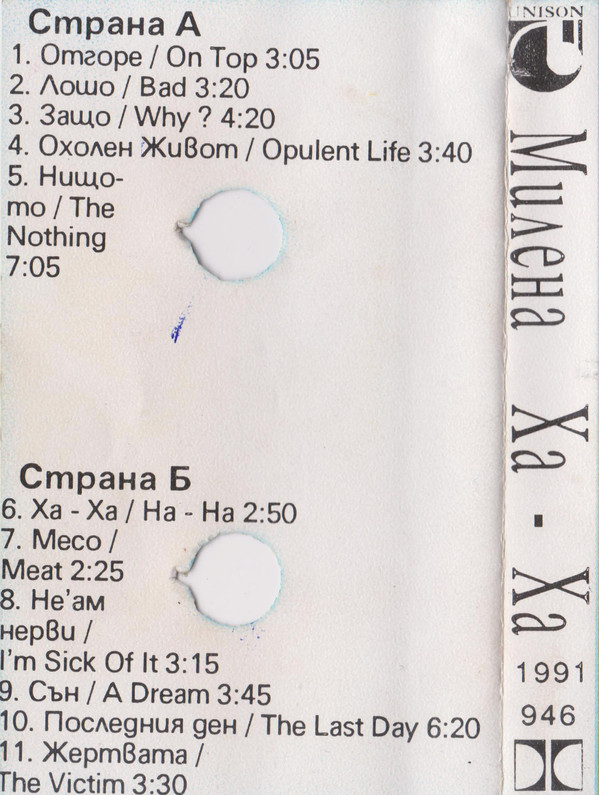 Страна А
1. Отгоре / On Top 3:05
2. Лошо / Bad 3:20
3. Защо / Why ? 4:20
4. Охолен Живот / Opulent Life 3:40
5. Нищо-
то / The
Nothing
7:05
Страна Б
6. Ха - Ха / Ha - Ha 2:50
7. Месо /
Meat 2:25
8. Не'ам
нерви /
I'm Sick Of It 3:15
9. Сън / A Dream 3:45
10. Последния ден / The Last Day 6:20
11. Жертвата /
The Victim 3:30
UNISON
Милена Ха - Ха
1991
946